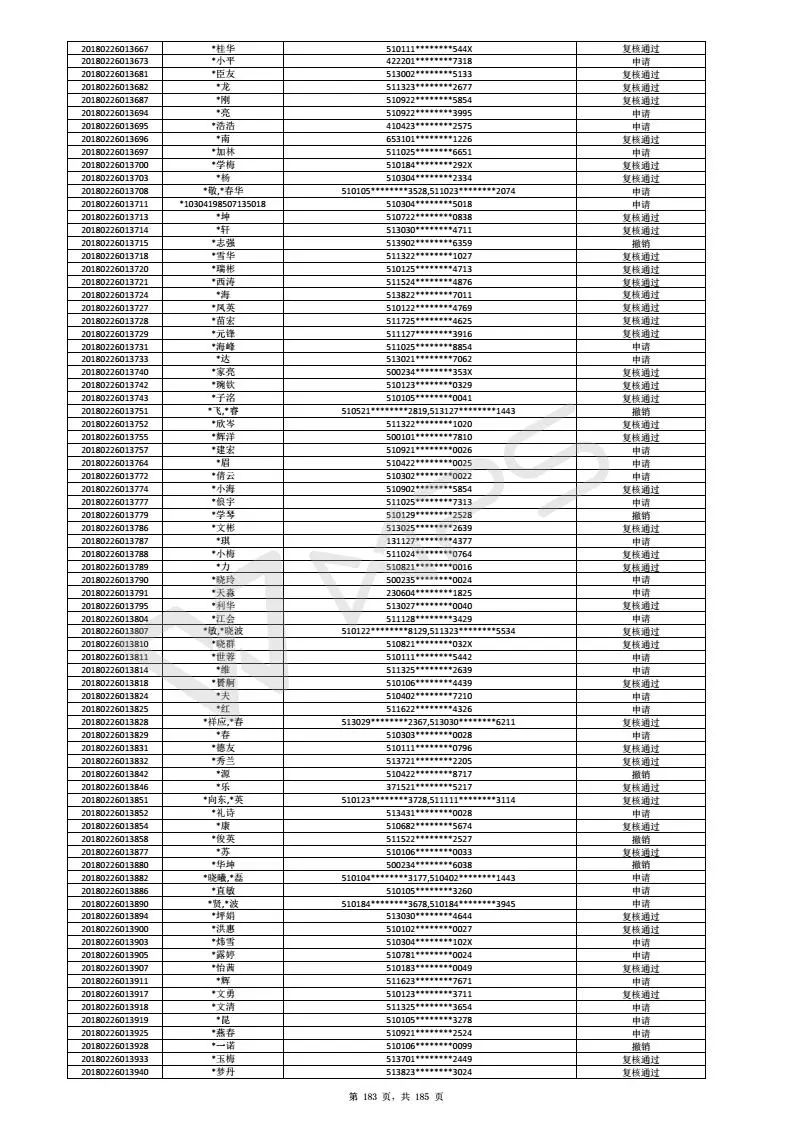 20180226013667 *桂华 510111********544X 复核通过
20180226013673 *小平 422201********7318 申请
20180226013681 *臣友 513002********5133 复核通过
20180226013682 *龙 511323********2677 复核通过
20180226013687 *刚 510922********5854 复核通过
20180226013694 *亮 510922********3995 申请
20180226013695 *浩浩 410423********2575 申请
20180226013696 *南 653101********1226 复核通过
20180226013697 *加林 511025********6651 申请
20180226013700 *学梅 510184********292X 复核通过
20180226013703 *杨 510304********2334 复核通过
20180226013708 *敬,*春华 510105********3528,511023********2074 申请
20180226013711 *10304198507135018 510304********5018 申请
20180226013713 *坤 510722********0838 复核通过
20180226013714 *轩 513030********4711 复核通过
20180226013715 *志强 513902********6359 撤销
20180226013718 *雪华 511322********1027 复核通过
20180226013720 *瑞彬 510125********4713 复核通过
20180226013721 *西涛 511524********4876 复核通过
20180226013724 *海 513822********7011 复核通过
20180226013727 *凤英 510122********4769 复核通过
20180226013728 *苗宏 511725********4625 复核通过
20180226013729 *元锋 511127********3916 复核通过
20180226013731 *海峰 511025********8854 申请
20180226013733 *达 513021********7062 申请
20180226013740 *家亮 500234********353X 复核通过
20180226013742 *琬钦 510123********0329 复核通过
20180226013743 *子洺 510105********0041 复核通过
20180226013751 *飞,*睿 510521********2819,513127********1443 撤销
20180226013752 *欣岑 511322********1020 复核通过
20180226013755 *辉洋 500101********7810 复核通过
20180226013757 *建宏 510921********0026 申请
20180226013764 *眉 510422********0025 申请
20180226013772 *倩云 510302********0022 申请
20180226013774 *小海 510902********5854 复核通过
20180226013777 *俍宇 511025********7313 申请
20180226013779 *学琴 510129********2528 撤销
20180226013786 *文彬 513025********2639 复核通过
20180226013787 *琪 131127********4377 申请
20180226013788 *小梅 511024********0764 复核通过
20180226013789 *力 510821********0016 复核通过
20180226013790 *晓玲 500235********0024 申请
20180226013791 *天淼 230604********1825 申请
20180226013795 *利华 513027********0040 复核通过
20180226013804 *江会 511128********3429 申请
20180226013807 *敏,*晓波 510122********8129,511323********5534 复核通过
20180226013810 *晓群 510821********032X 复核通过
20180226013811 *世蓉 510111********5442 申请
20180226013814 *维 511325********2639 申请
20180226013818 *舸 510106********4439 复核通过
20180226013824 *夫 510402********7210 申请
20180226013825 *红 511622********4326 申请
20180226013828 *祥应,*春 513029********2367,513030********6211 复核通过
20180226013829 *春 510303********0028 申请
20180226013831 *德友 510111********0796 复核通过
20180226013832 *秀兰 513721********2205 复核通过
20180226013842 *源 510422********8717 撤销
20180226013846 *乐 371521********5217 复核通过
20180226013851 *向东,*英 510123********3728,511111********3114 复核通过
20180226013852 *礼诗 513431********0028 申请
20180226013854 *康 510682********5674 复核通过
20180226013858 *俊英 511522********2527 撤销
20180226013877 *苏 510106********0033 复核通过
20180226013880 *华坤 500234********6038 撤销
20180226013882 *晓曦,*磊 510104********3177,510402********1443 申请
20180226013886 *直敏 510105********3260 申请
20180226013890 *贤,*波 510184********3678,510184********3945 申请
20180226013894 *坪娟 513030********4644 复核通过
20180226013900 *洪惠 510102********0027 复核通过
20180226013903 *炜雪 510304********102X 申请
20180226013905 *露婷 510781********0024 申请
20180226013907 *怡茜 510183********0049 复核通过
20180226013911 *辉 511623********7671 申请
20180226013917 *文勇 510123********3711 复核通过
20180226013918 *文清 511325********3654 申请
20180226013919 *昆 510105********3278 申请
20180226013925 *燕春 510921********2524 申请
20180226013928 *一诺 510106********0099 撤销
20180226013933 *玉梅 513701********2449 复核通过
20180226013940 *梦丹 513823********3024 复核通过
第 183 页, 共 185 页